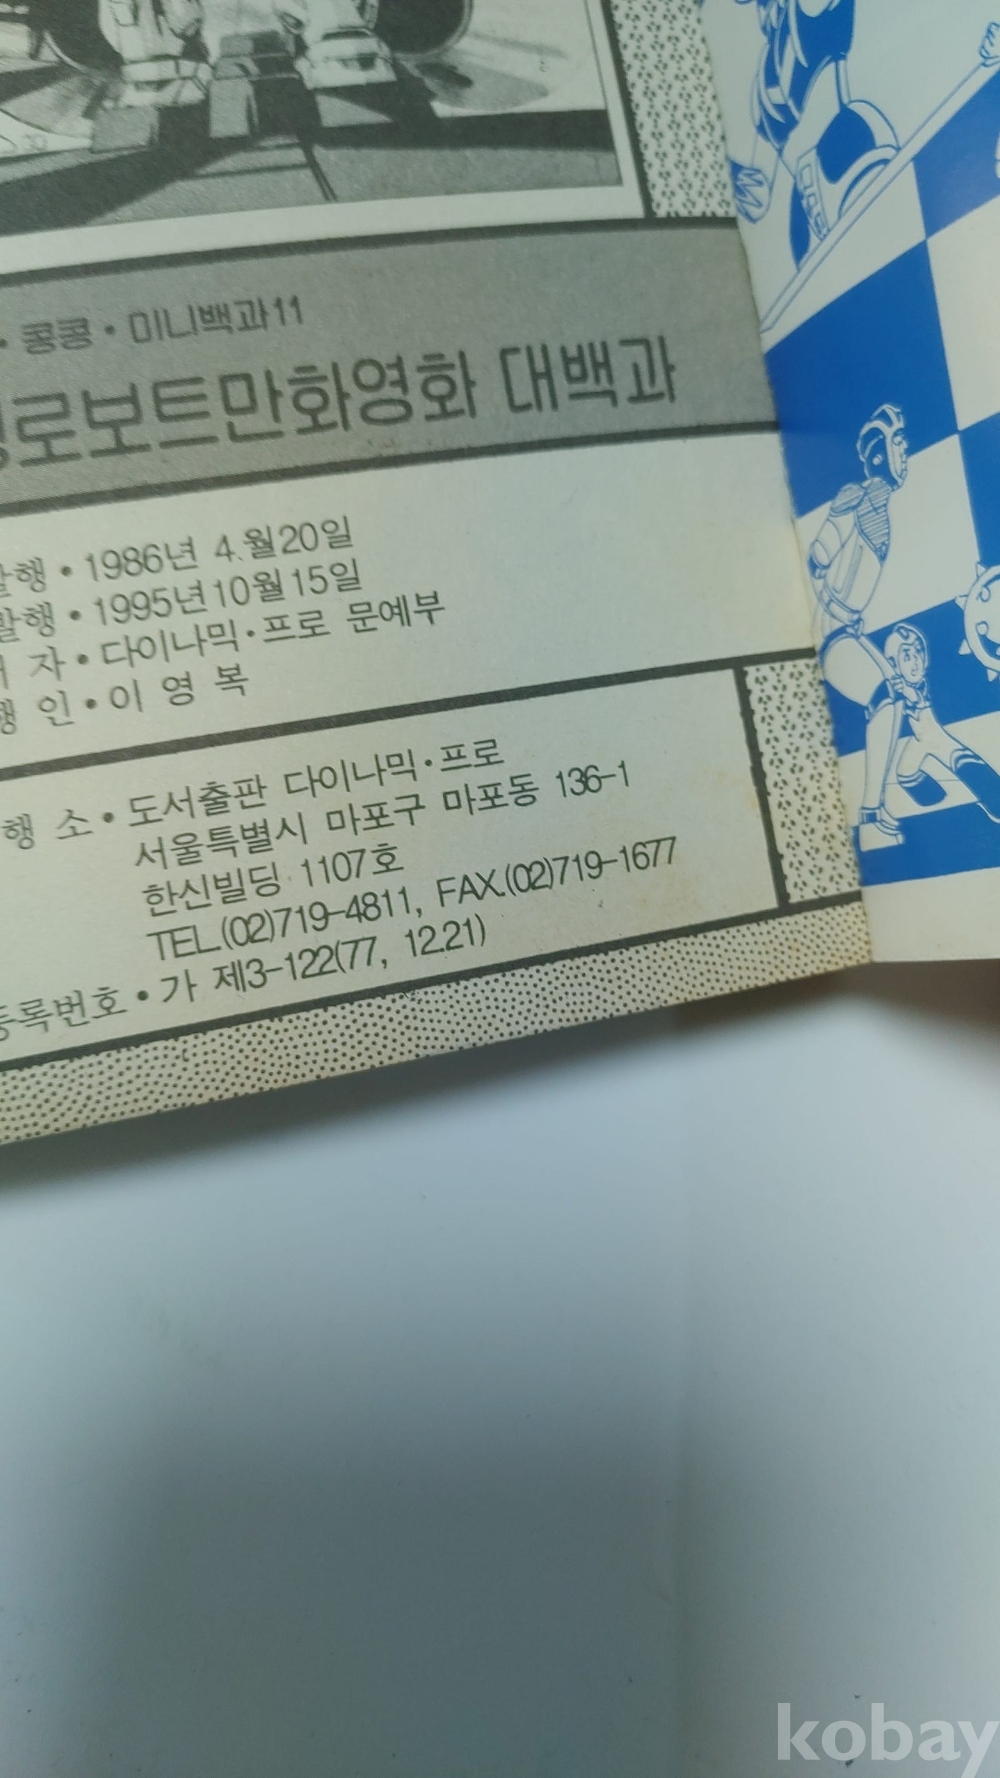 · 콩콩 · 미니백과11
로보트만화영화 대백과
발행 • 1986년 4.월20일
발행 • 1995년10월15일
자 • 다이나믹·프로 문예부
행 인 • 이 영 복
행 소 • 도서출판 다이나믹·프로
서울특별시 마포구 마포동 136-1
한신빌딩 1107호
TEL.(02)719-4811, FAX.(02)719-1677
등록번호 • 가 제3-122(77, 12.21)
kobay